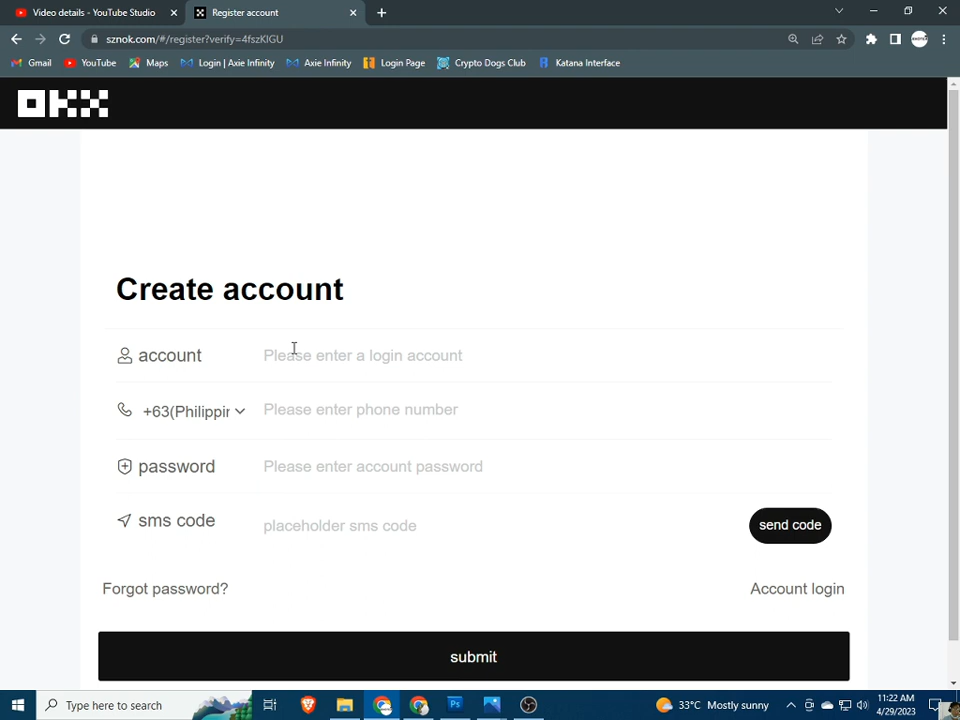 Video details - YouTube Studio
Register account
sznok.com/#/register?verify=4fszKIGU
Gmail
YouTube
Maps
Login | Axie Infinity
Axie Infinity
Login Page
Crypto Dogs Club
Katana Interface
OKX
Create account
account
Please enter a login account
+63(Philippin
Please enter phone number
password
Please enter account password
sms code
placeholder sms code
send code
Forgot password?
Account login
submit
Type here to search
Ps
33°C Mostly sunny
11:22 AM
4/29/2023